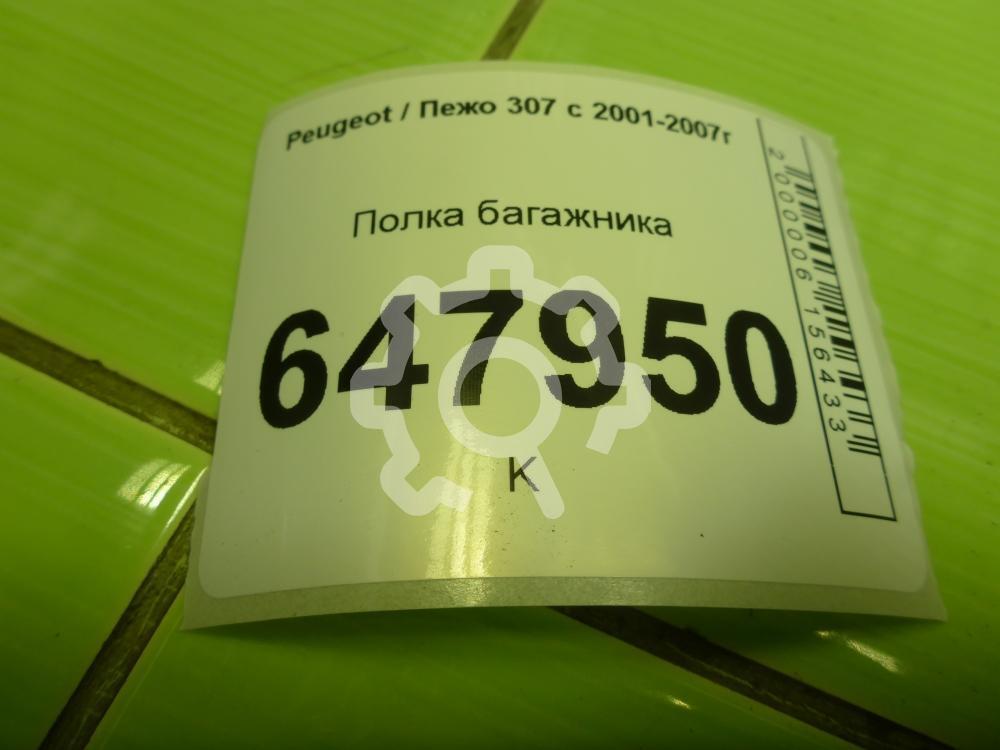 Peugeot / Пежо 307 с 2001-2007г
Полка багажника
647950
К
2000006156433